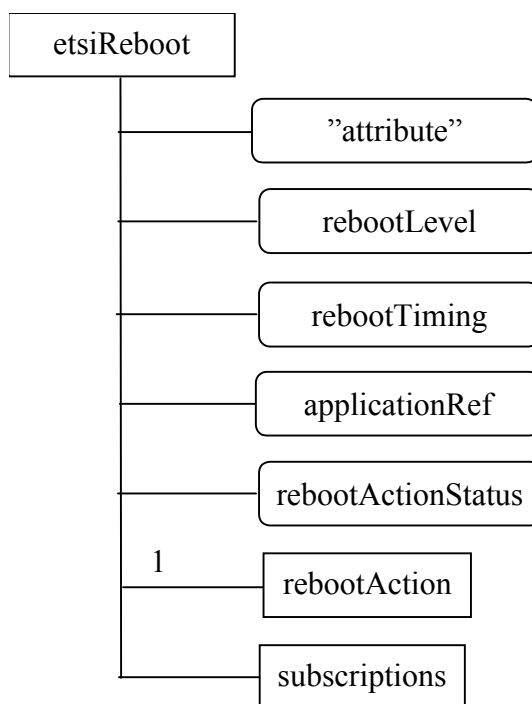 etsiReboot
”attribute”
rebootLevel
rebootTiming
applicationRef
rebootActionStatus
1
rebootAction
subscriptions